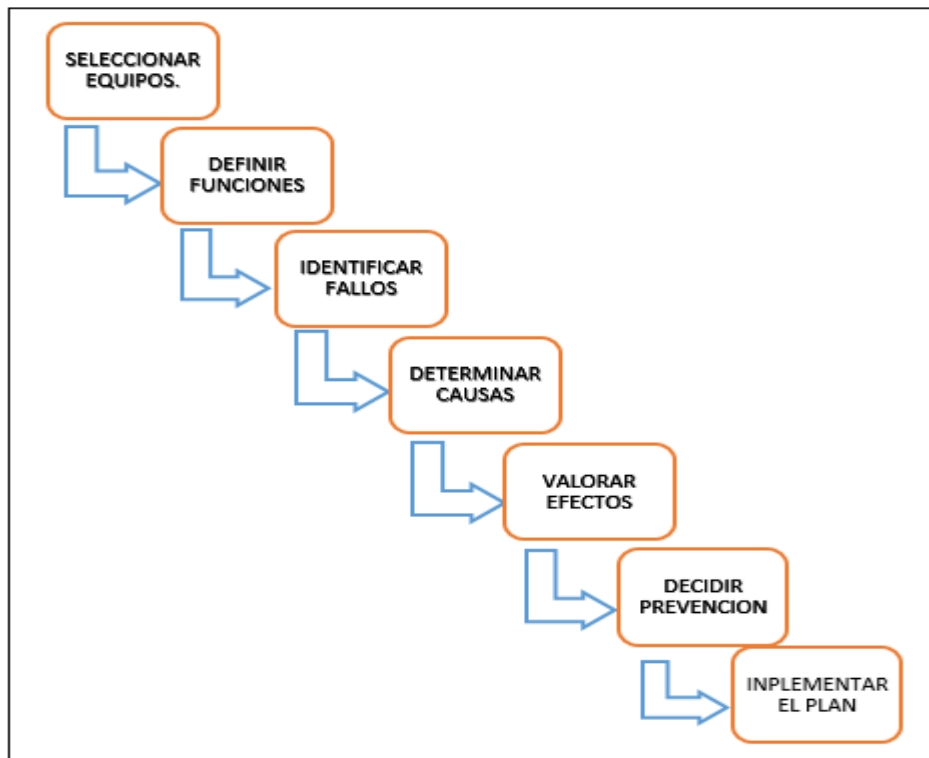 SELECCIONAR
EQUIPOS.
DEFINIR
FUNCIONES
IDENTIFICAR
FALLOS
DETERMINAR
CAUSAS
VALORAR
EFECTOS
DECIDIR
PREVENCION
INPLEMENTAR
EL PLAN